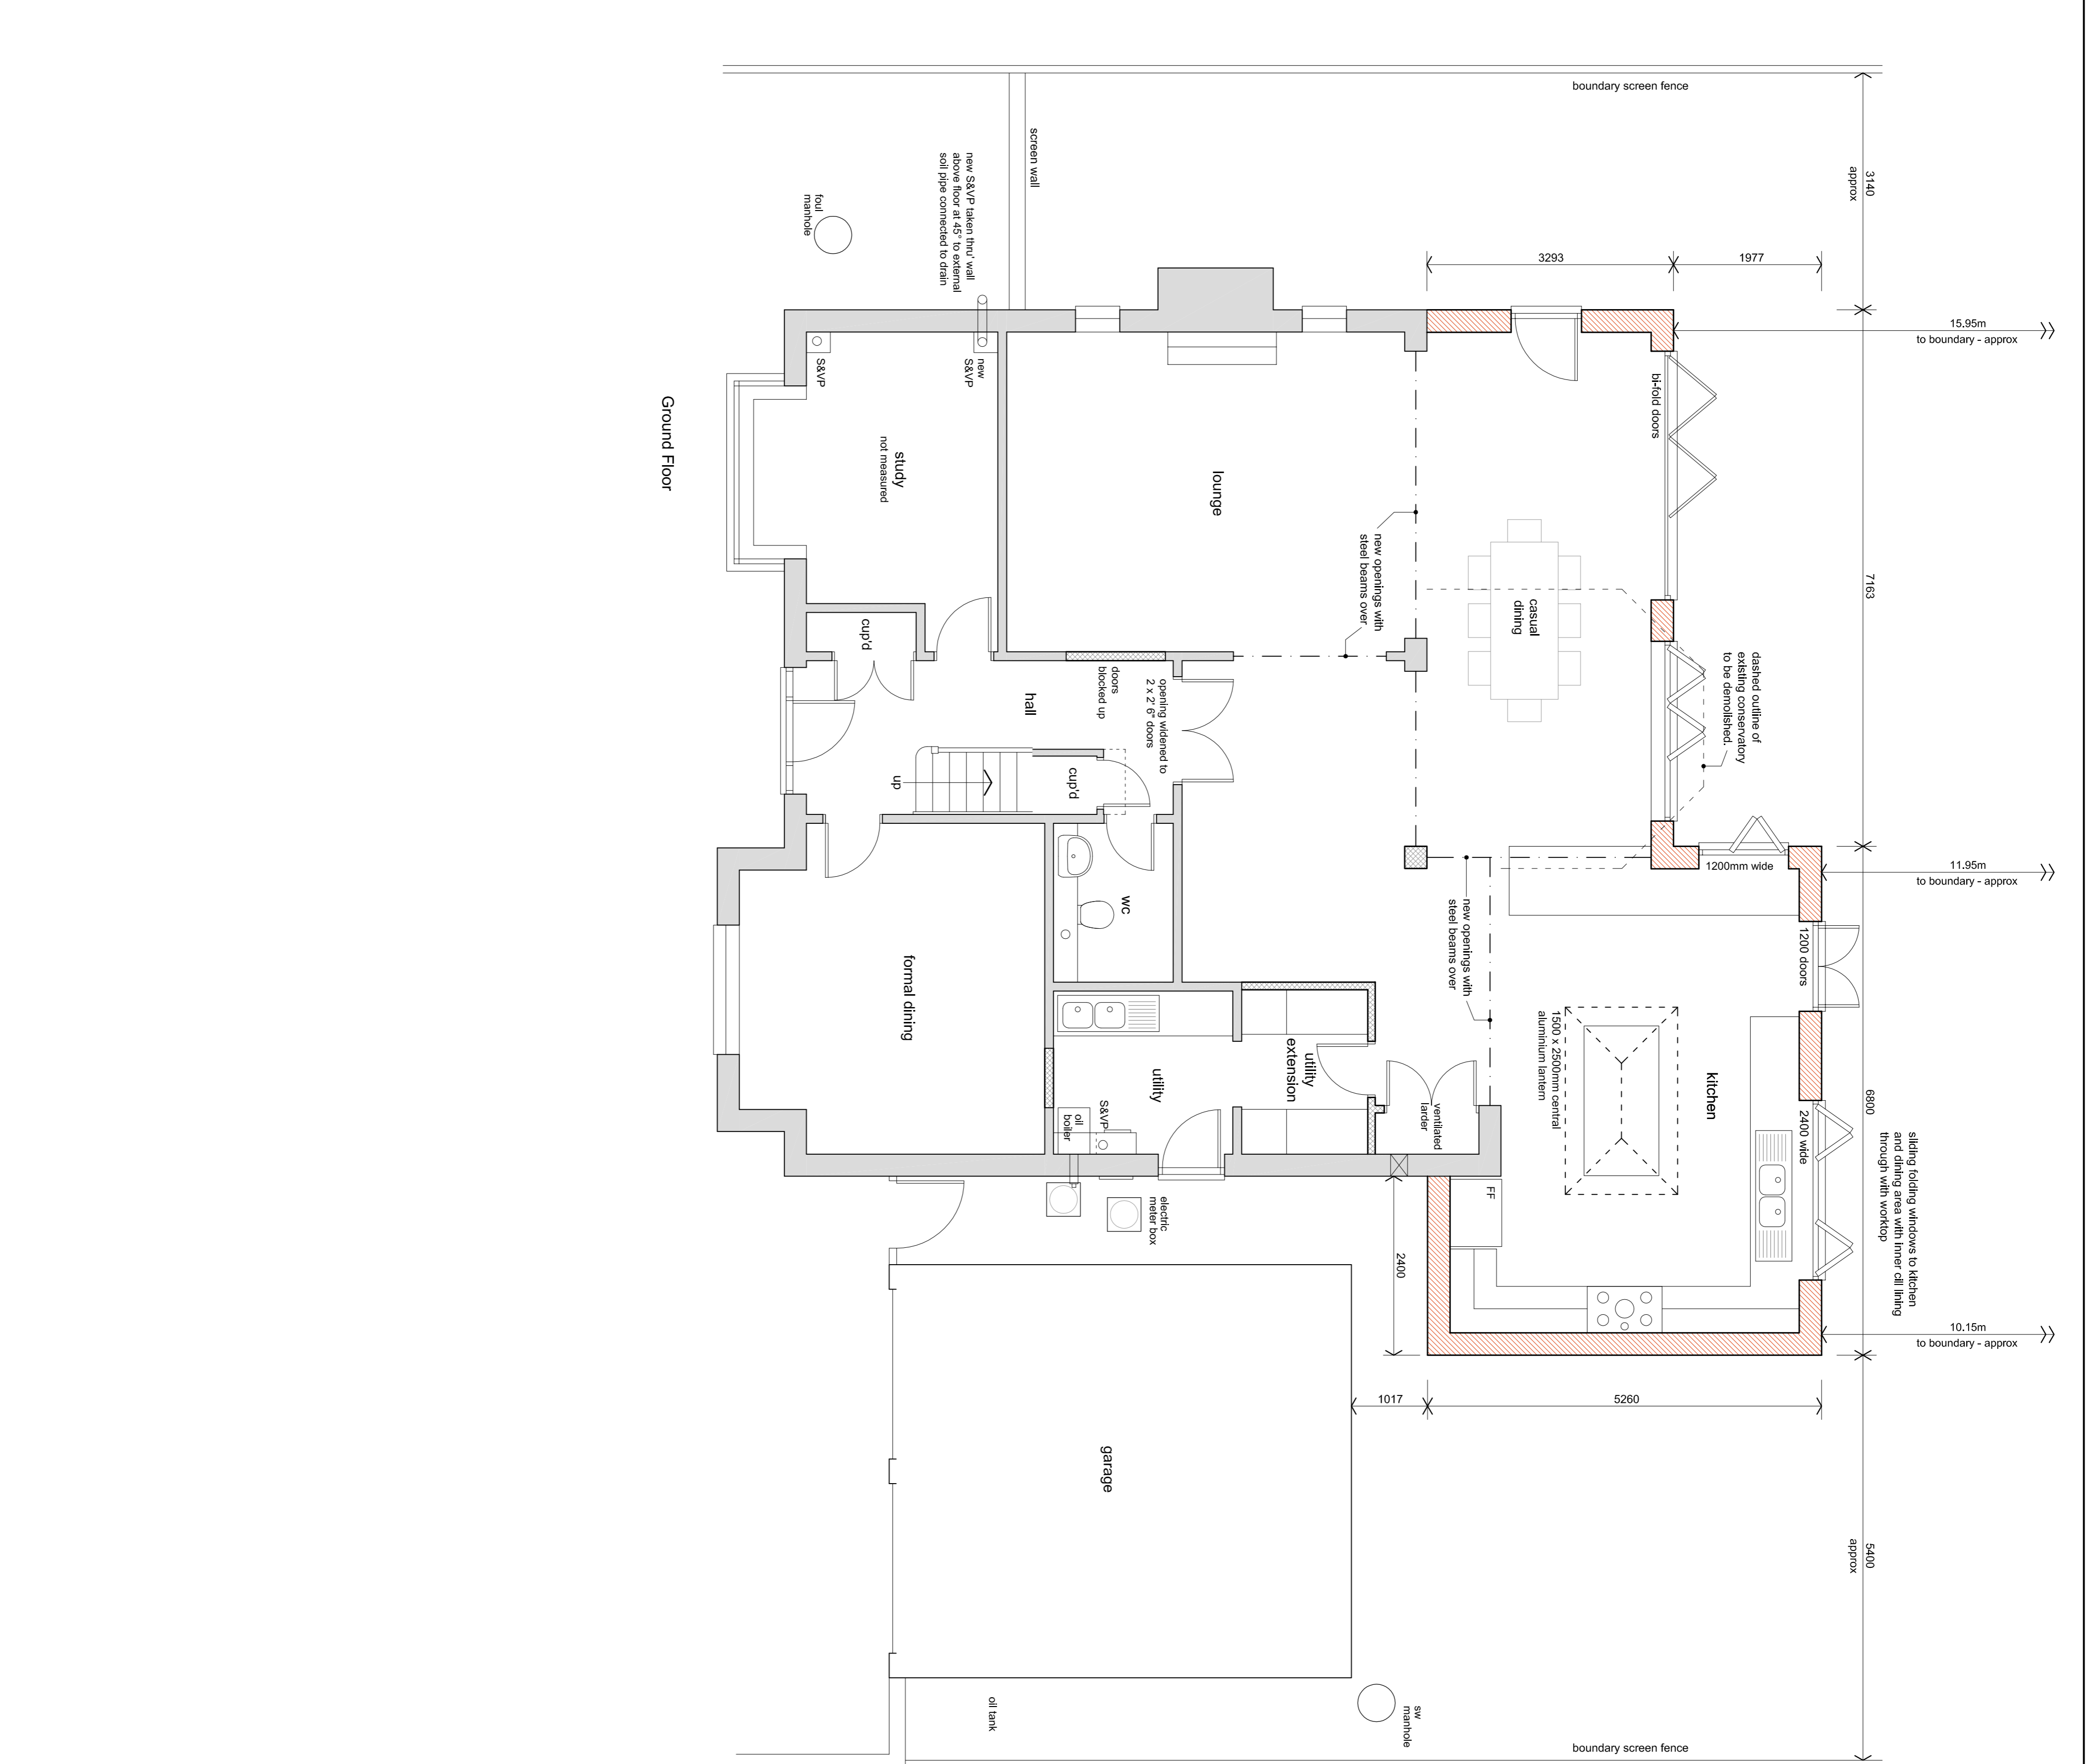 boundary screen fence
screen wall
3140
approx
new S&VP taken thru' wall
above floor at 45° to external
soil pipe connected to drain
foul
manhole
3293
1977
15.95m
to boundary - approx
S&VP
new
S&VP
bi-fold doors
Ground Floor
study
not measured
lounge
new openings with
steel beams over
casual
dining
7163
cup'd
dashed outline of
existing conservatory
to be demolished.
hall
doors
blocked up
opening widened to
2 x 2' 6" doors
up
cup'd
1200mm wide
11.95m
to boundary - approx
wc
new openings with
steel beams over
1200 doors
formal dining
1500 x 2500mm central
aluminium lantern
kitchen
utility
utility
extension
6800
S&VP
oil
boiler
ventilated
larder
2400 wide
sliding folding windows to kitchen
and dining area with inner cill lining
through with worktop
FF
electric
meter box
2400
10.15m
to boundary - approx
1017
5260
garage
5400
approx
oil tank
sw
manhole
boundary screen fence